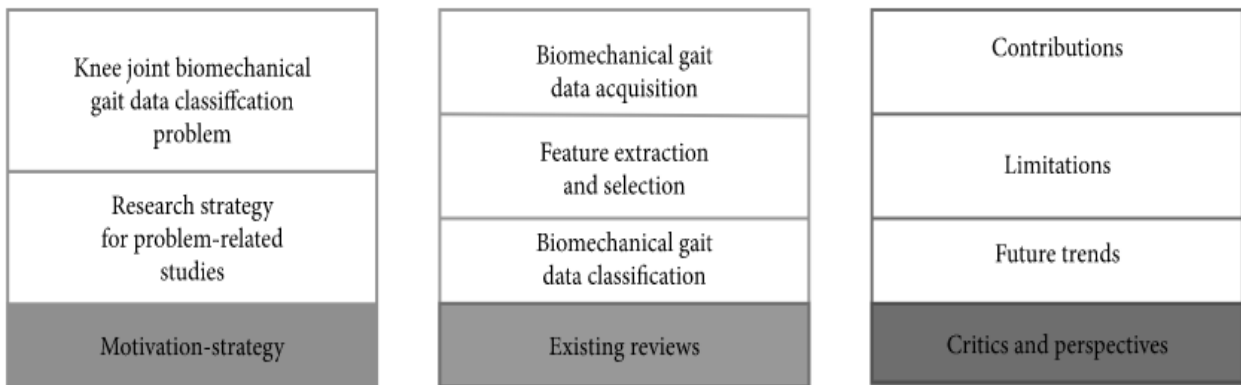 Knee joint biomechanical
gait data classiffcation
problem
Research strategy
for problem-related
studies
Motivation-strategy
Biomechanical gait
data acquisition
Feature extraction
and selection
Biomechanical gait
data classification
Existing reviews
Contributions
Limitations
Future trends
Critics and perspectives